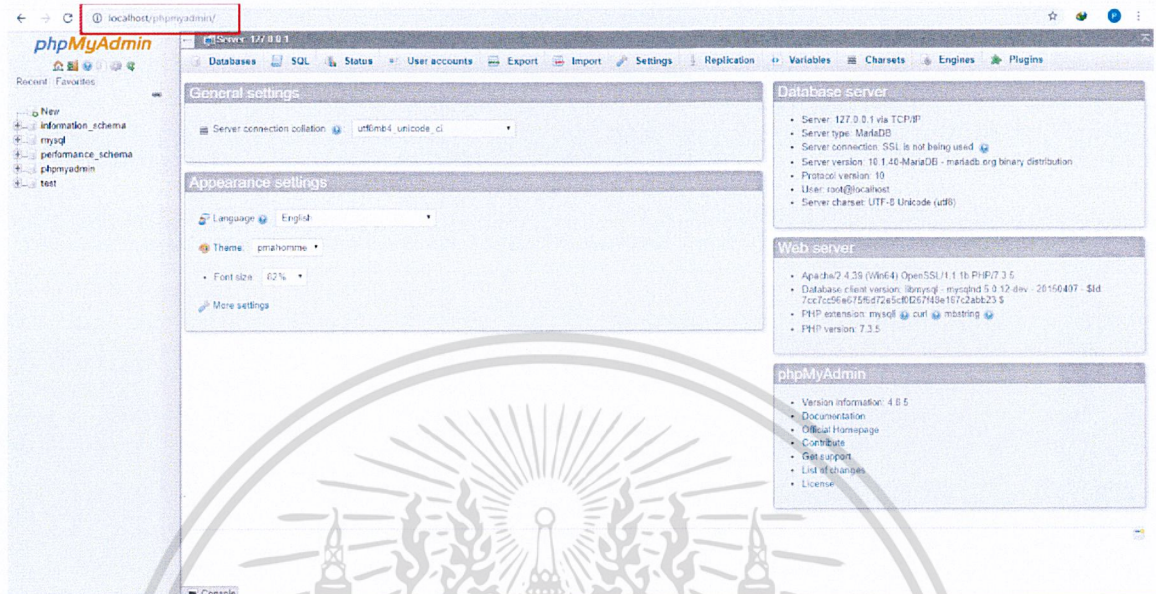 localhost/phpmyadmin/
P
phpMyAdmin
Recent Favorites
New
information_schema
mysql
performance_schema
phpmyadmin
test
Server: 127.0.0.1
Databases SQL Status User accounts Export Import Settings Replication Variables Charsets Engines Plugins
General settings
Server connection collation utf8mb4_unicode_ci
Appearance settings
Language English
Theme: pmahomme
Font size: 82%
More settings
Database server
Server: 127.0.0.1 via TCP/IP
Server type: MariaDB
Server connection: SSL is not being used
Server version: 10.1.40-MariaDB - mariadb.org binary distribution
Protocol version: 10
User: root@localhost
Server charset: UTF-8 Unicode (utf8)
Web server
Apache/2.4.39 (Win64) OpenSSL/1.1.1b PHP/7.3.5
Database client version: libmysql - mysqlnd 5.0.12-dev - 20150407 - $Id:
PHP extension: mysqli curl mbstring
PHP version: 7.3.5
phpMyAdmin
Version information: 4.8.5
Documentation
Official Homepage
Contribute
Get support
List of changes
License
Console